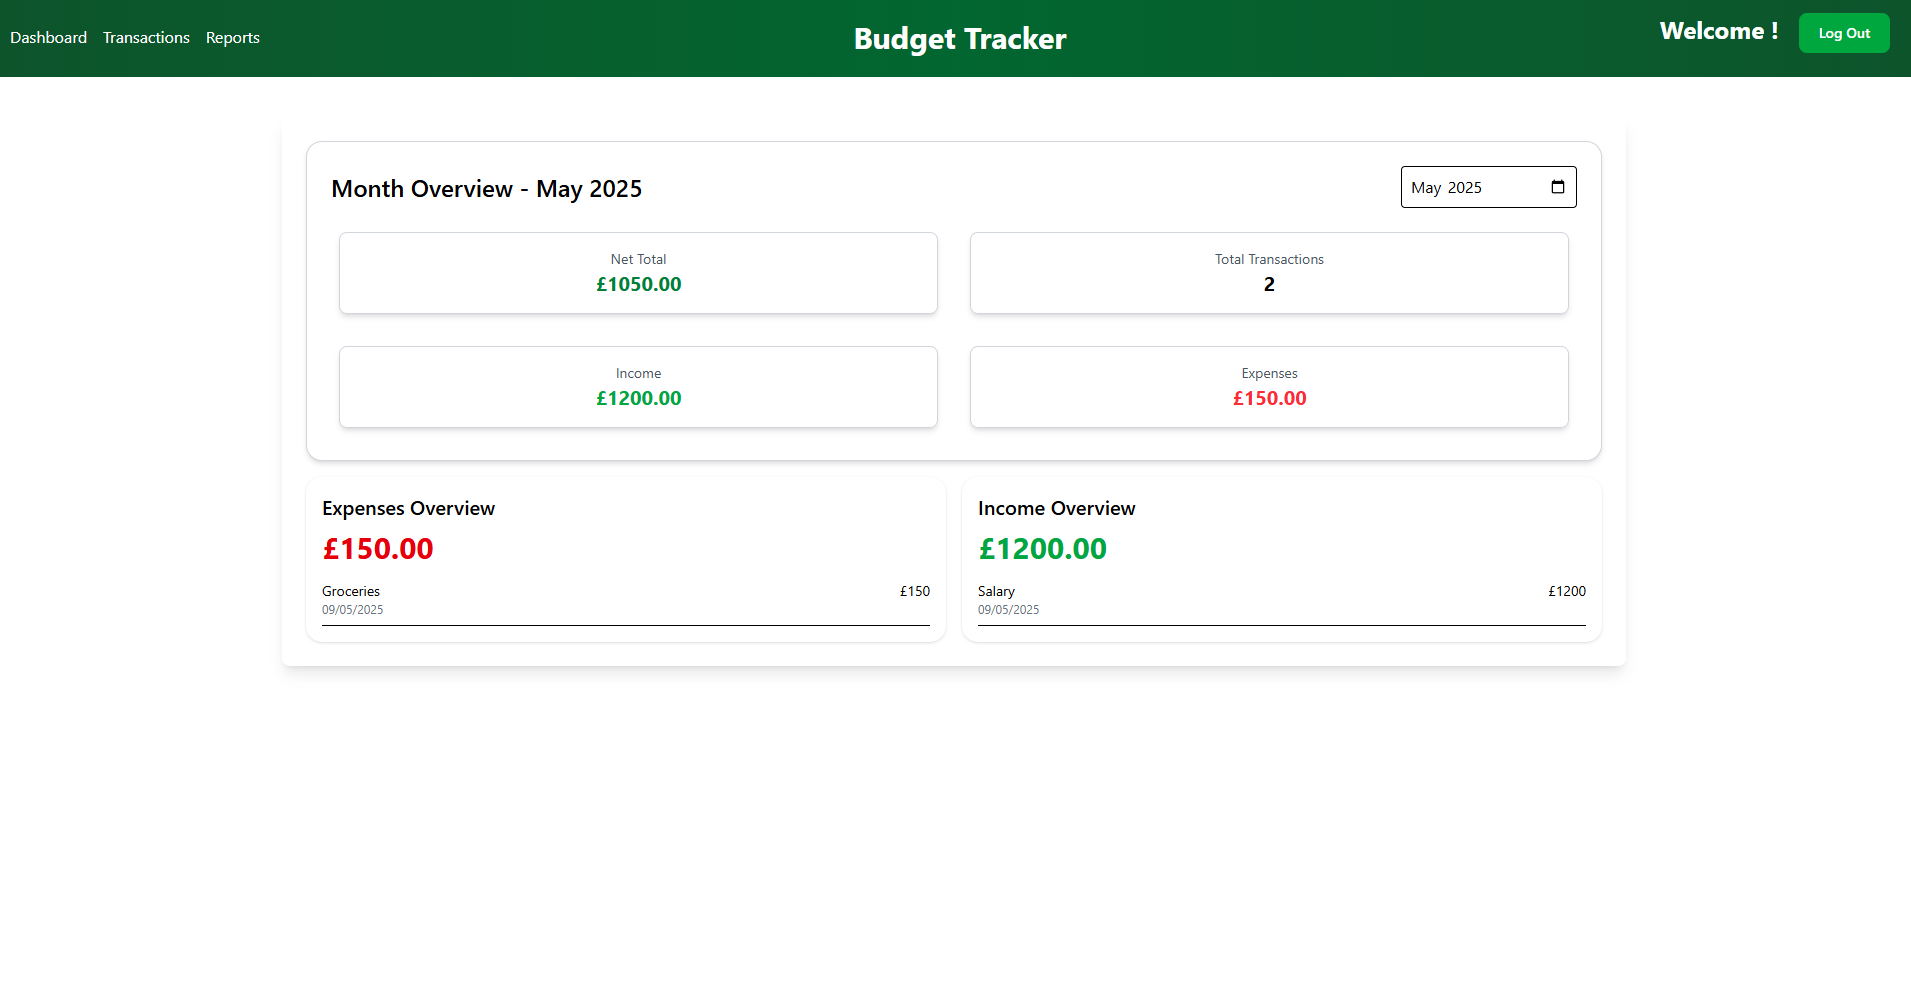 Dashboard Transactions Reports
Budget Tracker
Welcome !
Log Out
Month Overview - May 2025
May 2025
Net Total
£1050.00
Total Transactions
2
Income
£1200.00
Expenses
£150.00
Expenses Overview
£150.00
Groceries £150
09/05/2025
Income Overview
£1200.00
Salary £1200
09/05/2025